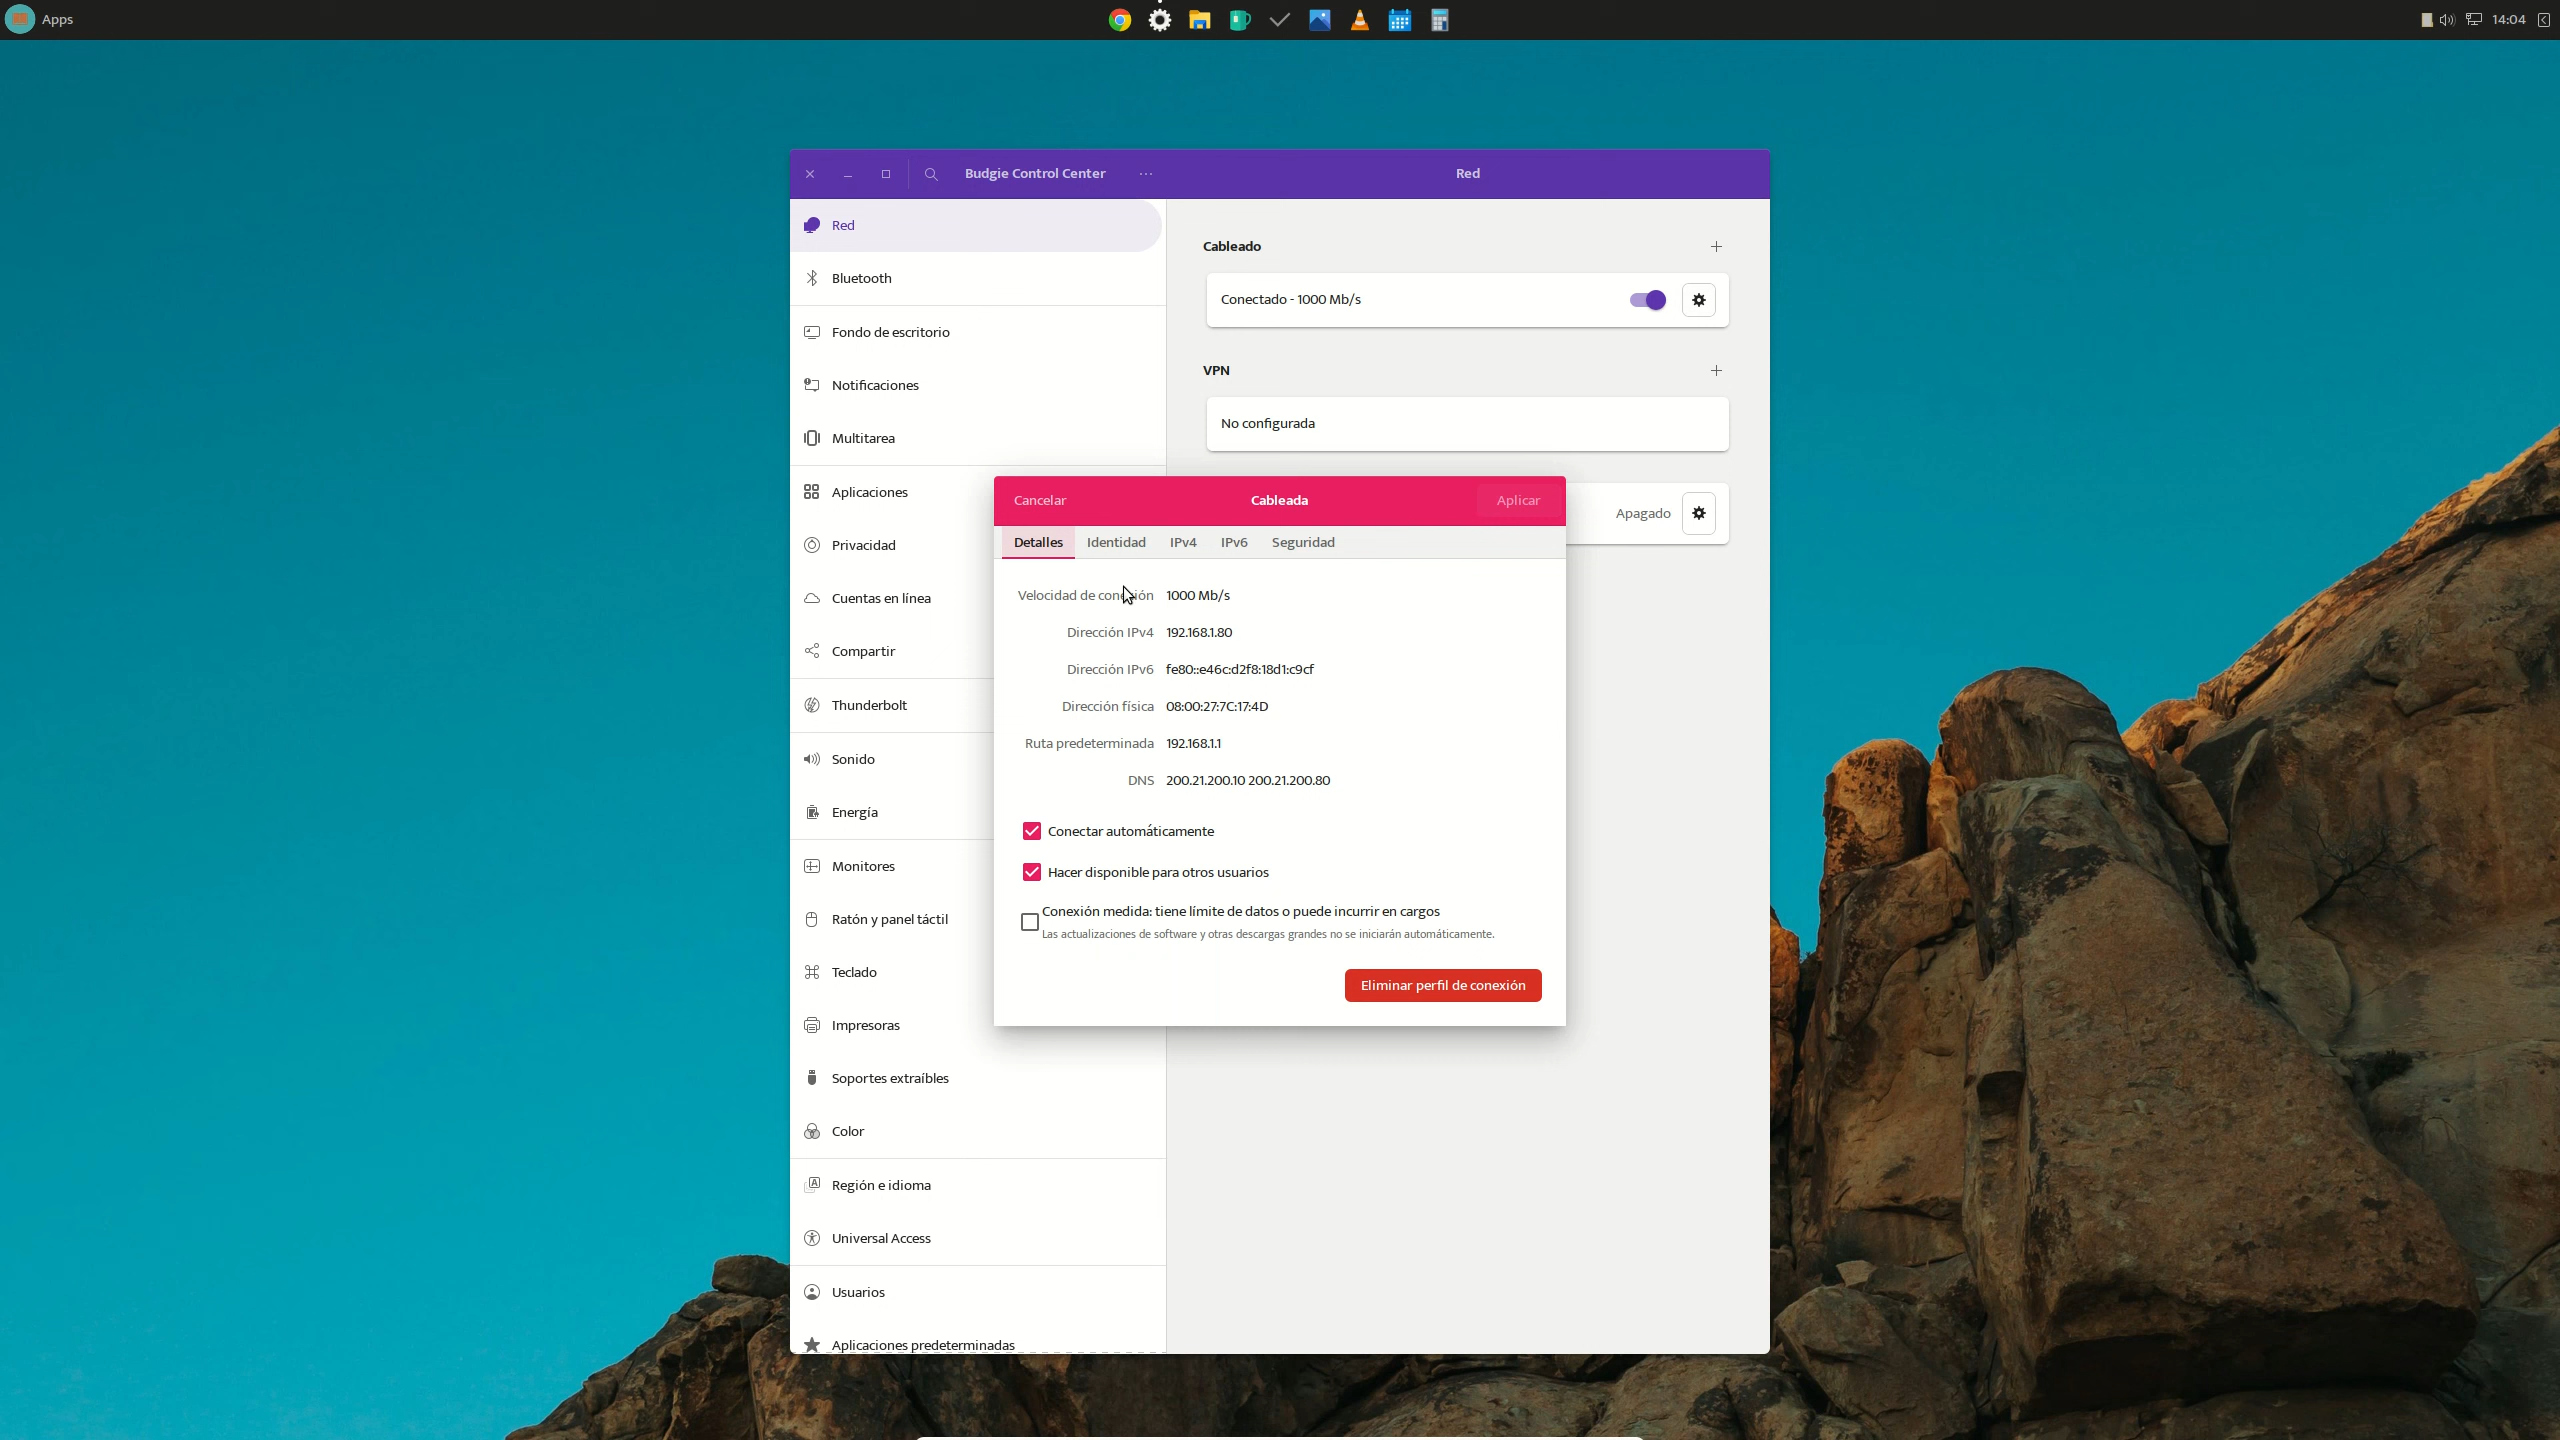 Apps
14:04
Budgie Control Center
Red
Red
Bluetooth
Fondo de escritorio
Notificaciones
Multitarea
Aplicaciones
Privacidad
Cuentas en línea
Compartir
Thunderbolt
Sonido
Energía
Monitores
Ratón y panel táctil
Teclado
Impresoras
Soportes extraíbles
Color
Región e idioma
Universal Access
Usuarios
Aplicaciones predeterminadas
Cableado
Conectado - 1000 Mb/s
VPN
No configurada
Apagado
Cancelar
Cableada
Aplicar
Detalles Identidad IPv4 IPv6 Seguridad
Velocidad de conexión 1000 Mb/s
Dirección IPv4 192.168.1.80
Dirección IPv6 fe80::e46c:d2f8:18d1:c9cf
Dirección física 08:00:27:7C:17:4D
Ruta predeterminada 192.168.1.1
DNS 200.21.200.10 200.21.200.80
Conectar automáticamente
Hacer disponible para otros usuarios
Conexión medida: tiene límite de datos o puede incurrir en cargos
Las actualizaciones de software y otras descargas grandes no se iniciarán automáticamente.
Eliminar perfil de conexión